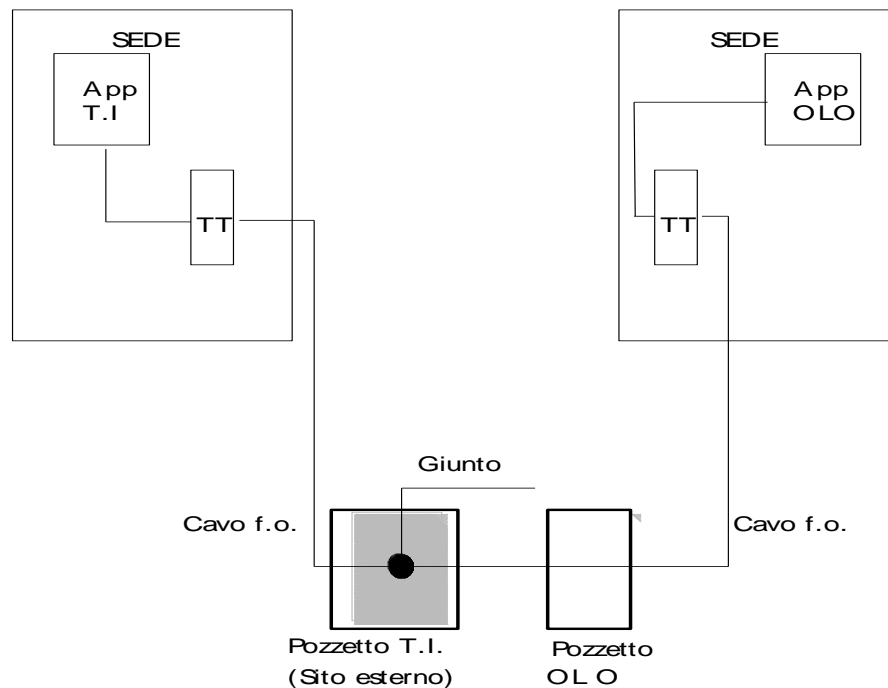 SEDE
App
T.I
TT
SEDE
App
OLO
TT
Giunto
Cavo f.o.
Cavo f.o.
Pozzetto T.I.
(Sito esterno)
Pozzetto
OLO